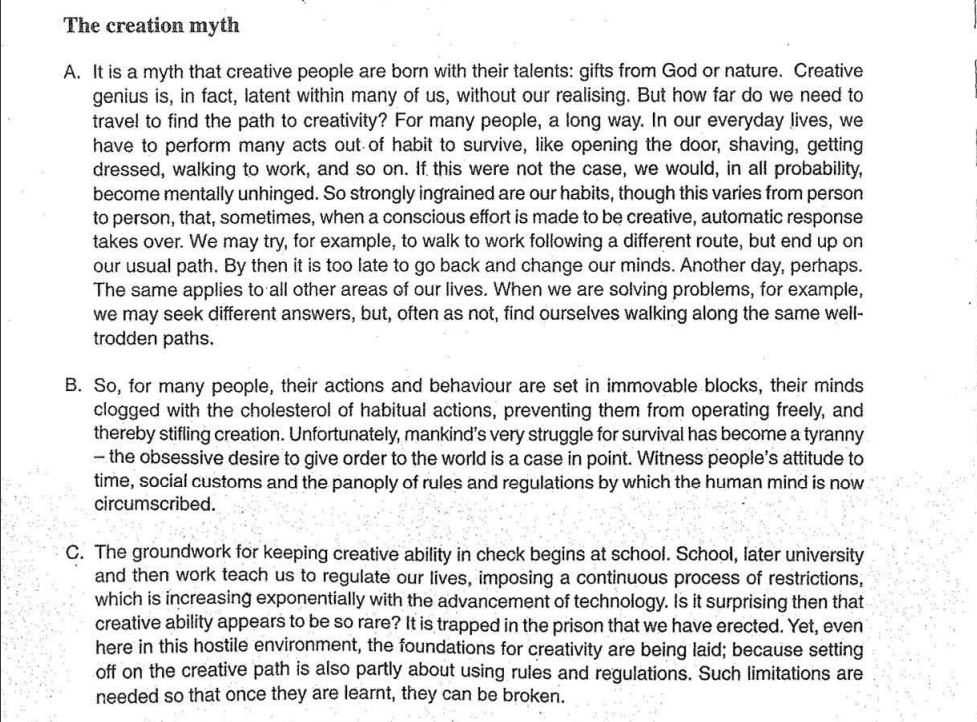 The creation myth
A. It is a myth that creative people are born with their talents: gifts from God or nature. Creative
genius is, in fact, latent within many of us, without our realising. But how far do we need to
travel to find the path to creativity? For many people, a long way. In our everyday lives, we
have to perform many acts out of habit to survive, like opening the door, shaving, getting
dressed, walking to work, and so on. If this were not the case, we would, in all probability,
become mentally unhinged. So strongly ingrained are our habits, though this varies from person
to person, that, sometimes, when a conscious effort is made to be creative, automatic response
takes over. We may try, for example, to walk to work following a different route, but end up on
our usual path. By then it is too late to go back and change our minds. Another day, perhaps.
The same applies to all other areas of our lives. When we are solving problems, for example,
we may seek different answers, but, often as not, find ourselves walking along the same well-
trodden paths.
B. So, for many people, their actions and behaviour are set in immovable blocks, their minds
clogged with the cholesterol of habitual actions, preventing them from operating freely, and
thereby stifling creation. Unfortunately, mankind's very struggle for survival has become a tyranny
– the obsessive desire to give order to the world is a case in point. Witness people's attitude to
time, social customs and the panoply of rules and regulations by which the human mind is now
circumscribed.
C. The groundwork for keeping creative ability in check begins at school. School, later university
and then work teach us to regulate our lives, imposing a continuous process of restrictions,
which is increasing exponentially with the advancement of technology. Is it surprising then that
creative ability appears to be so rare? It is trapped in the prison that we have erected. Yet, even
here in this hostile environment, the foundations for creativity are being laid; because setting
off on the creative path is also partly about using rules and regulations. Such limitations are
needed so that once they are learnt, they can be broken.